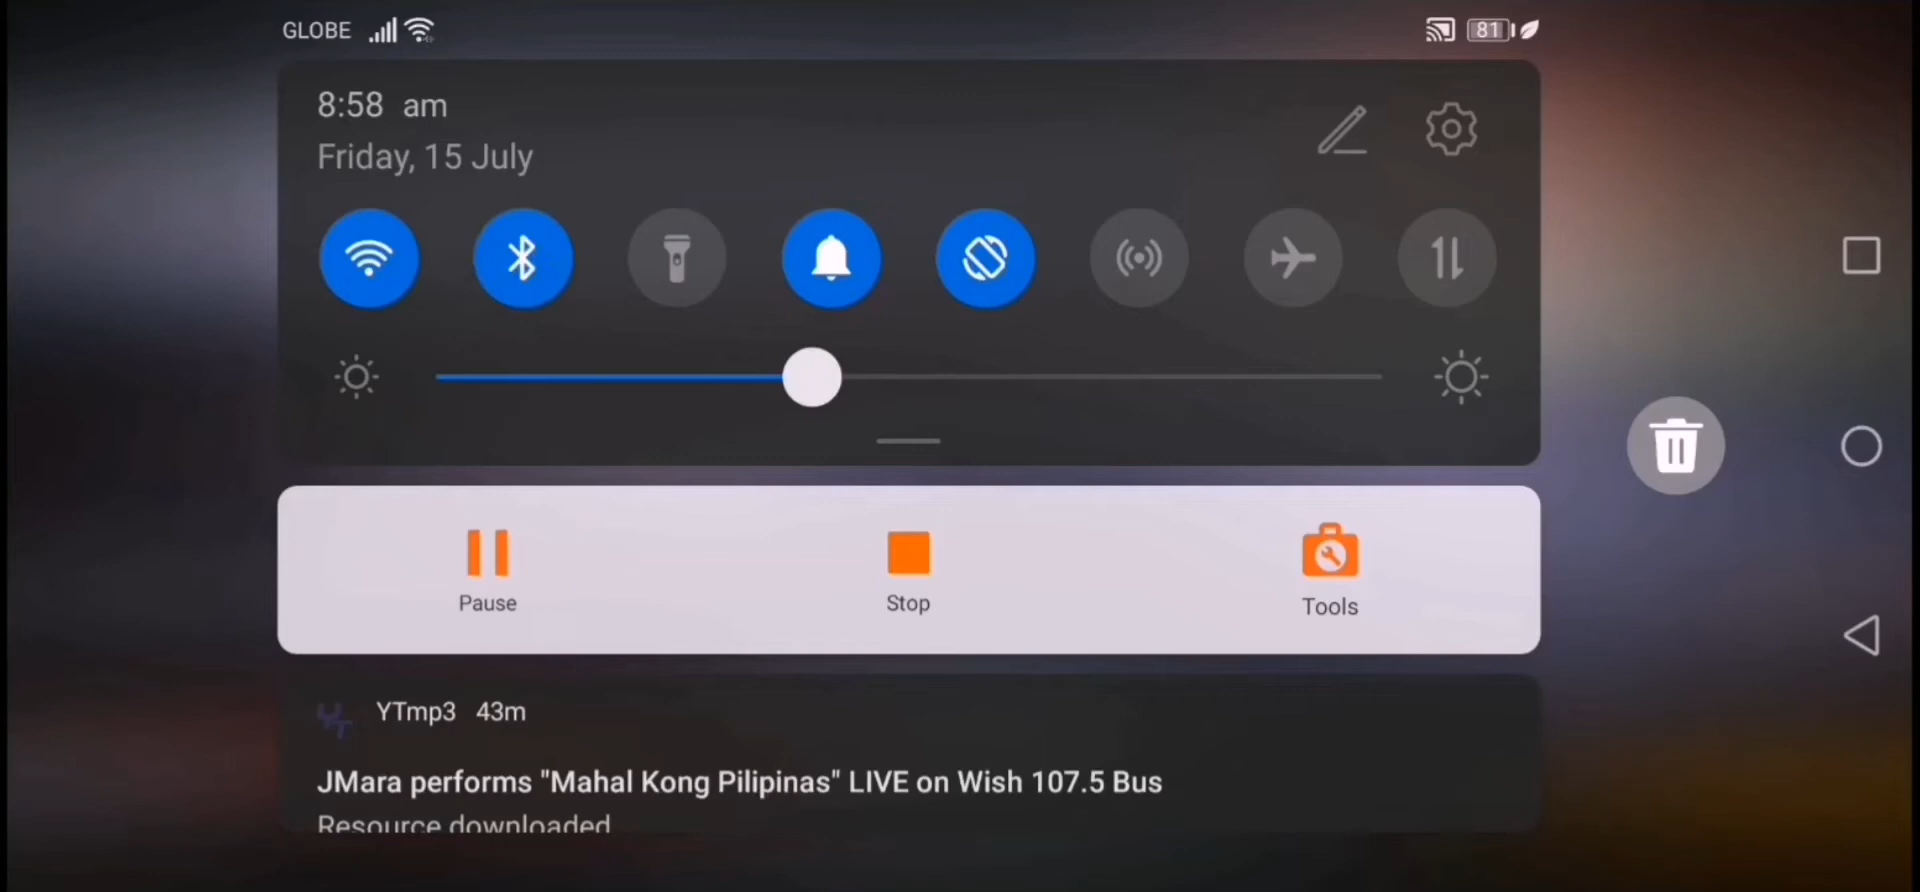 GLOBE
81
8:58 am
Friday, 15 July
Pause
Stop
Tools
YTmp3 43m
JMara performs "Mahal Kong Pilipinas" LIVE on Wish 107.5 Bus
Resource downloaded